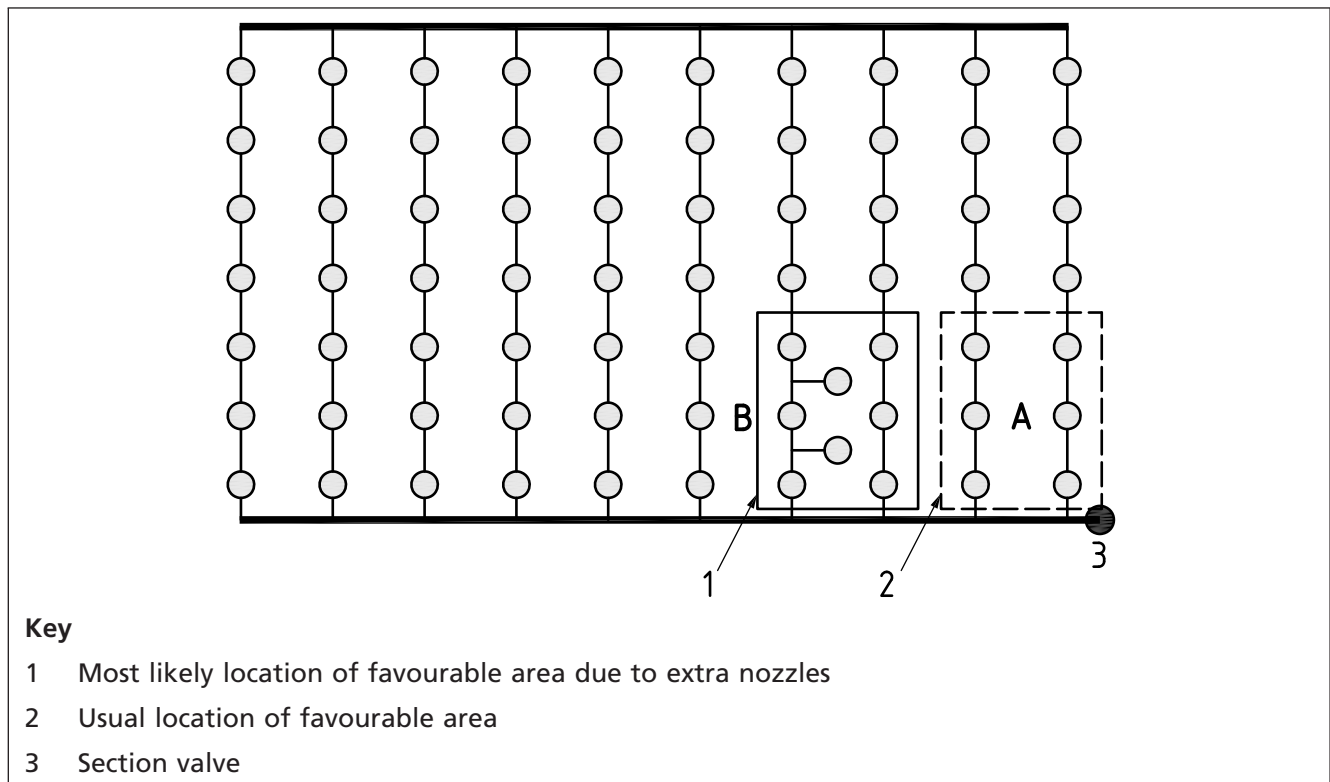 B
A
1
2
3
Key
1 Most likely location of favourable area due to extra nozzles
2 Usual location of favourable area
3 Section valve